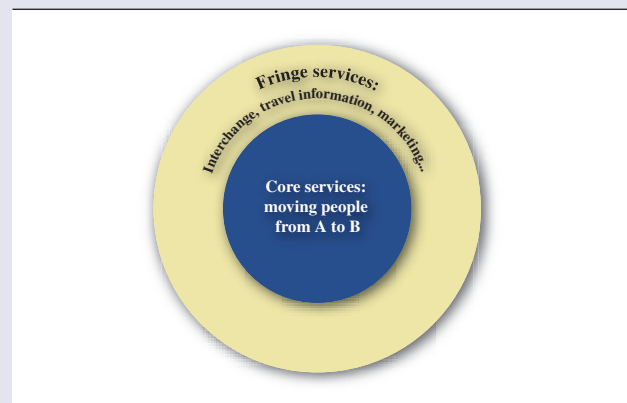 Fringe services:
Interchange, travel information, marketing...
Core services:
moving people
from A to B